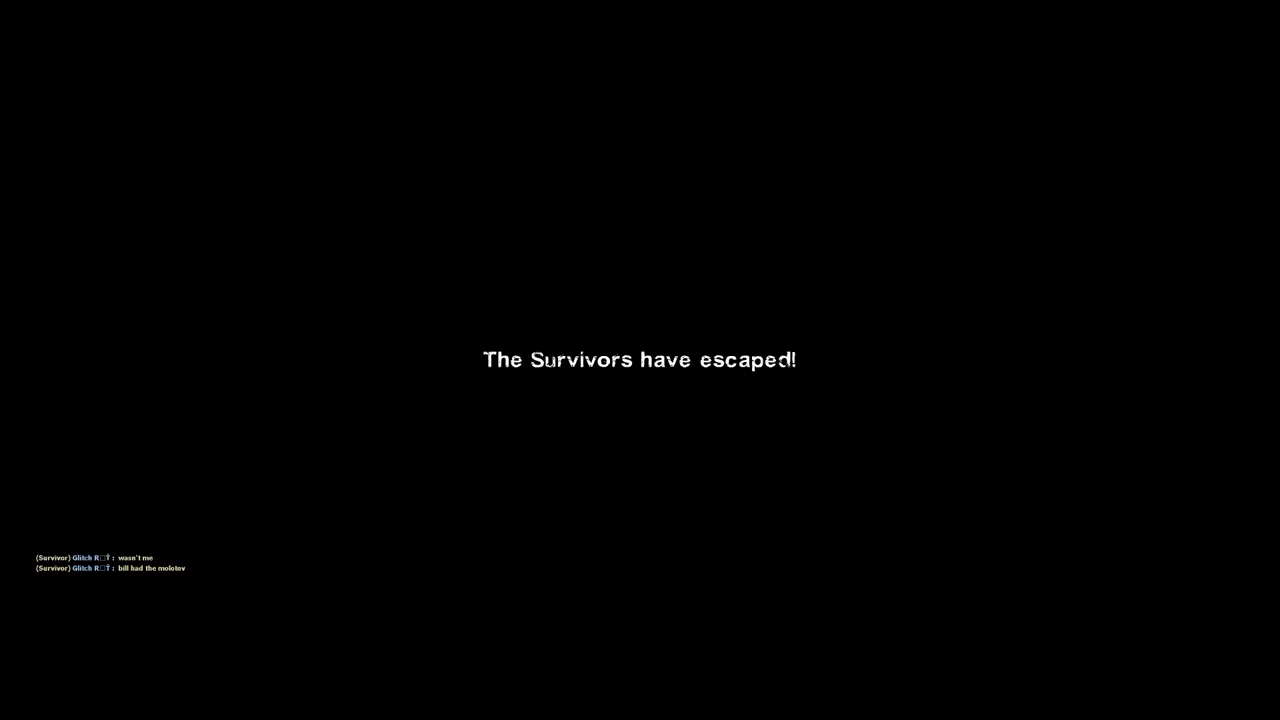 The Survivors have escaped!
(Survivor) Glitch R□Ť : wasn't me
(Survivor) Glitch R□Ť : bill had the molotov